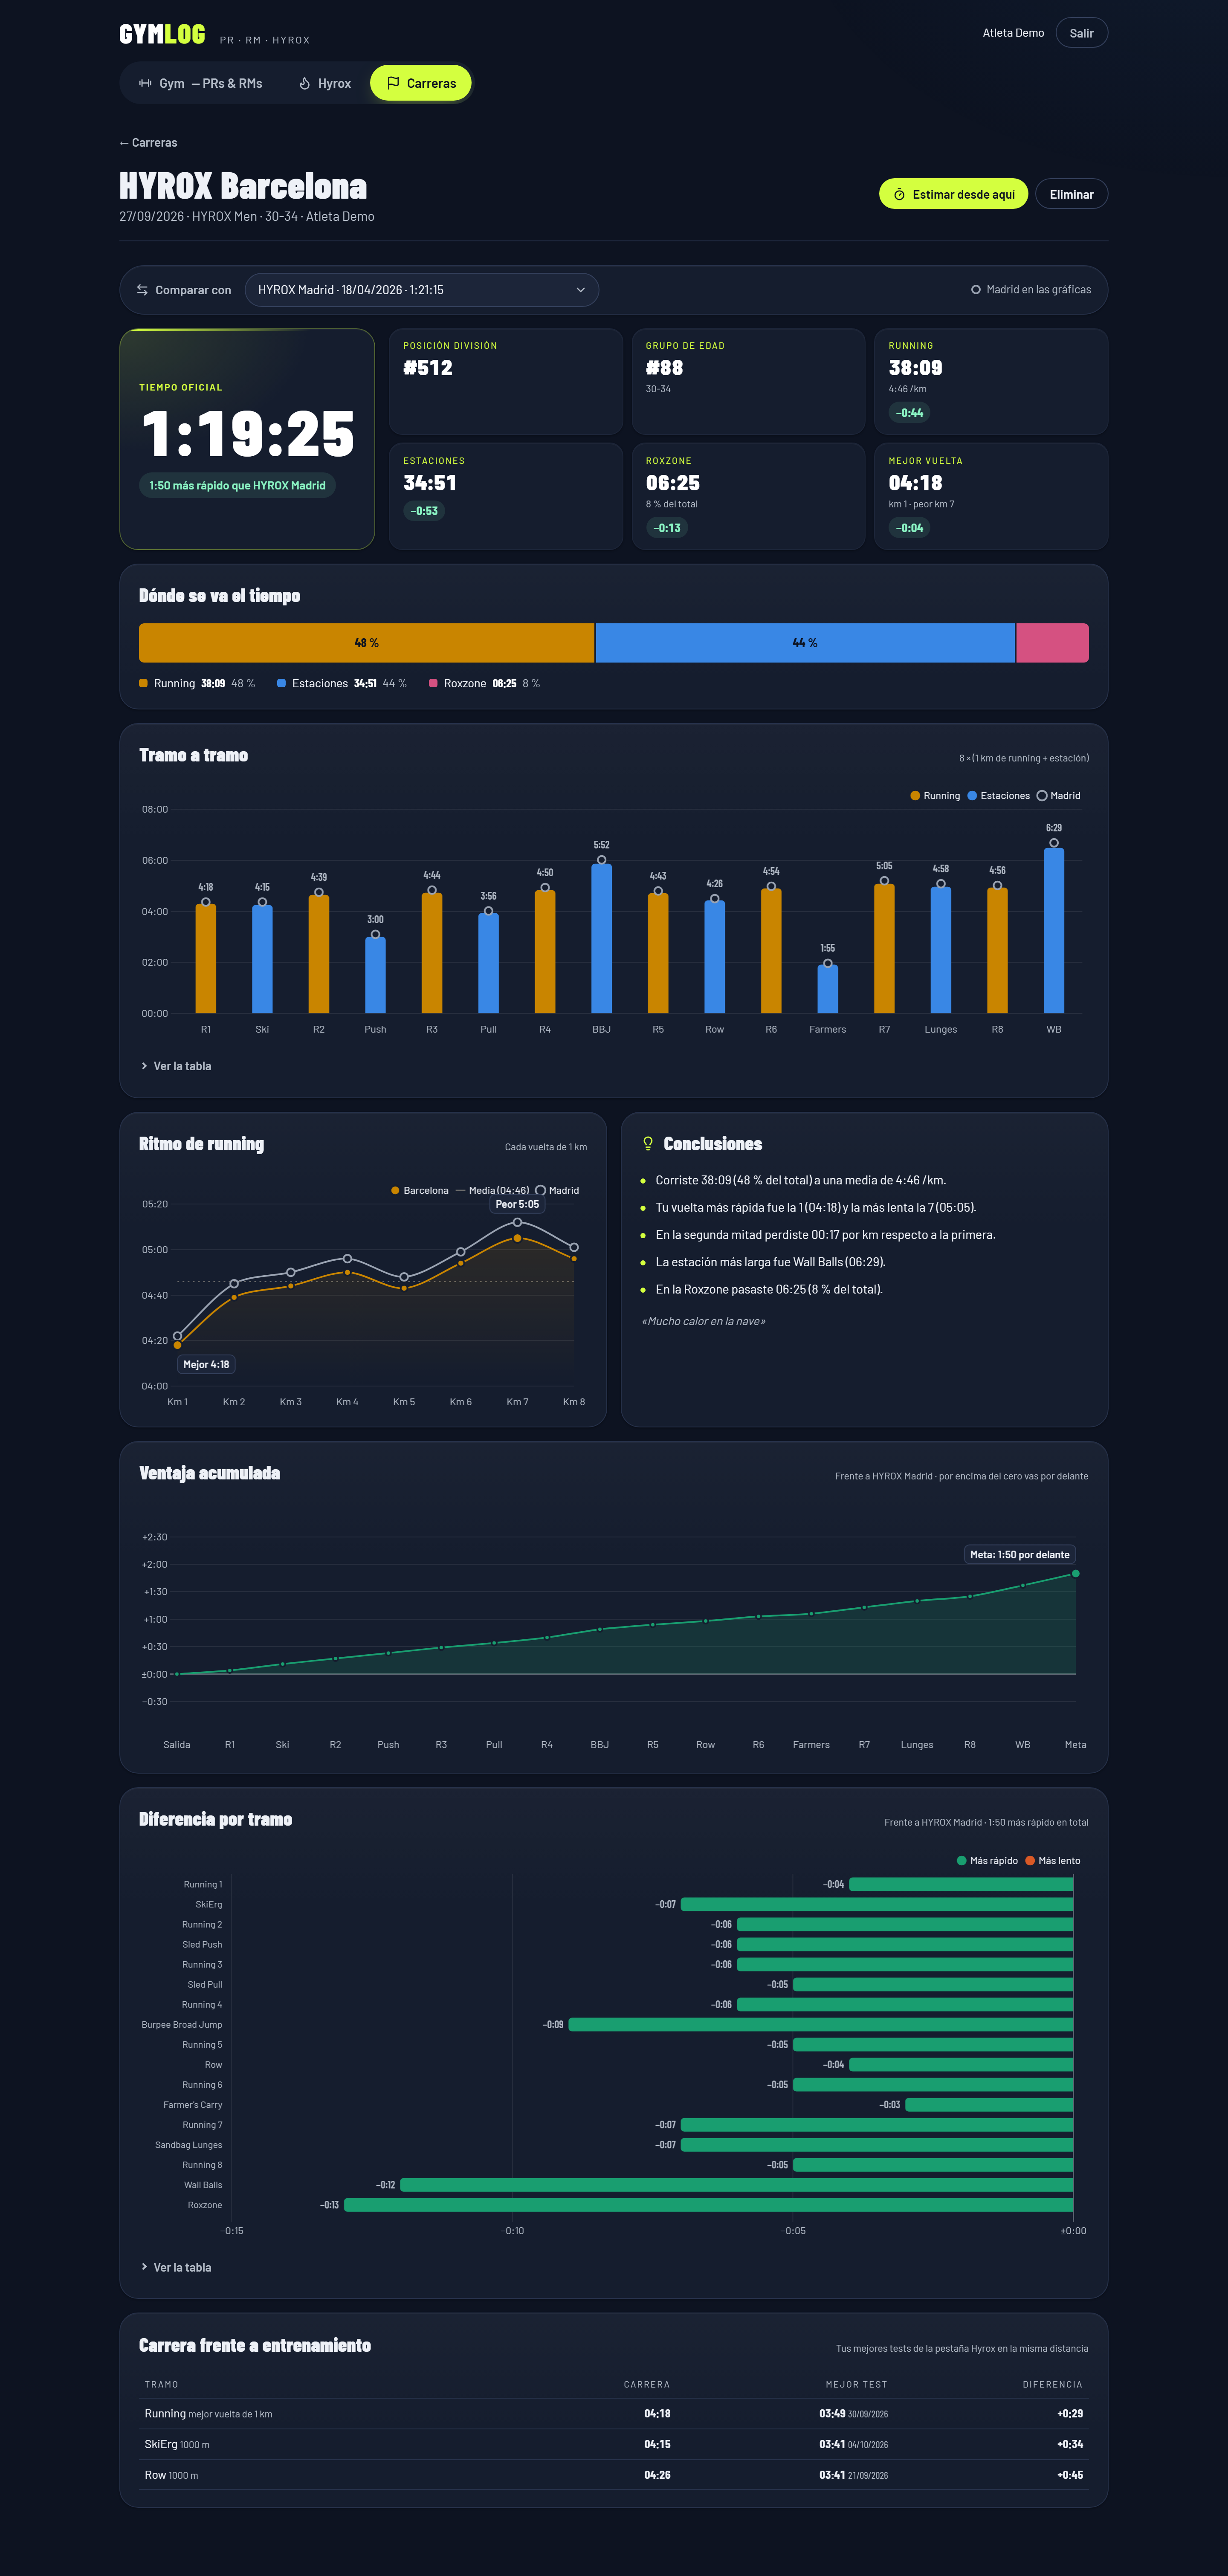 GYMLOG PR · RM · HYROX
Atleta Demo
Salir
Gym — PRs & RMs
Hyrox
Carreras
← Carreras
HYROX Barcelona
27/09/2026 · HYROX Men · 30-34 · Atleta Demo
Estimar desde aquí
Eliminar
Comparar con
HYROX Madrid · 18/04/2026 · 1:21:15
Madrid en las gráficas
TIEMPO OFICIAL
1:19:25
1:50 más rápido que HYROX Madrid
POSICIÓN DIVISIÓN
#512
GRUPO DE EDAD
#88
30-34
RUNNING
38:09
4:46 /km
−0:44
ESTACIONES
34:51
−0:53
ROXZONE
06:25
8 % del total
−0:13
MEJOR VUELTA
04:18
km 1 · peor km 7
−0:04
Dónde se va el tiempo
48 %
44 %
Running 38:09 48 %
Estaciones 34:51 44 %
Roxzone 06:25 8 %
Tramo a tramo
8 × (1 km de running + estación)
Running
Estaciones
Madrid
08:00
06:00
04:00
02:00
00:00
4:18
4:15
4:39
3:00
4:44
3:56
4:50
5:52
4:43
4:26
4:54
1:55
5:05
4:58
4:56
6:29
R1
Ski
R2
Push
R3
Pull
R4
BBJ
R5
Row
R6
Farmers
R7
Lunges
R8
WB
Ver la tabla
Ritmo de running
Cada vuelta de 1 km
Barcelona
Media (04:46)
Madrid
Peor 5:05
05:20
05:00
04:40
04:20
04:00
Mejor 4:18
Km 1
Km 2
Km 3
Km 4
Km 5
Km 6
Km 7
Km 8
Conclusiones
Corriste 38:09 (48 % del total) a una media de 4:46 /km.
Tu vuelta más rápida fue la 1 (04:18) y la más lenta la 7 (05:05).
En la segunda mitad perdiste 00:17 por km respecto a la primera.
La estación más larga fue Wall Balls (06:29).
En la Roxzone pasaste 06:25 (8 % del total).
«Mucho calor en la nave»
Ventaja acumulada
Frente a HYROX Madrid · por encima del cero vas por delante
+2:30
+2:00
+1:30
+1:00
+0:30
±0:00
−0:30
Meta: 1:50 por delante
Salida
R1
Ski
R2
Push
R3
Pull
R4
BBJ
R5
Row
R6
Farmers
R7
Lunges
R8
WB
Meta
Diferencia por tramo
Frente a HYROX Madrid · 1:50 más rápido en total
Más rápido
Más lento
Running 1 −0:04
SkiErg −0:07
Running 2 −0:06
Sled Push −0:06
Running 3 −0:06
Sled Pull −0:05
Running 4 −0:06
Burpee Broad Jump −0:09
Running 5 −0:05
Row −0:04
Running 6 −0:05
Farmer's Carry −0:03
Running 7 −0:07
Sandbag Lunges −0:07
Running 8 −0:05
Wall Balls −0:12
Roxzone −0:13
−0:15
−0:10
−0:05
±0:00
Ver la tabla
Carrera frente a entrenamiento
Tus mejores tests de la pestaña Hyrox en la misma distancia
TRAMO CARRERA MEJOR TEST DIFERENCIA
Running mejor vuelta de 1 km 04:18 03:49 30/09/2026 +0:29
SkiErg 1000 m 04:15 03:41 04/10/2026 +0:34
Row 1000 m 04:26 03:41 21/09/2026 +0:45